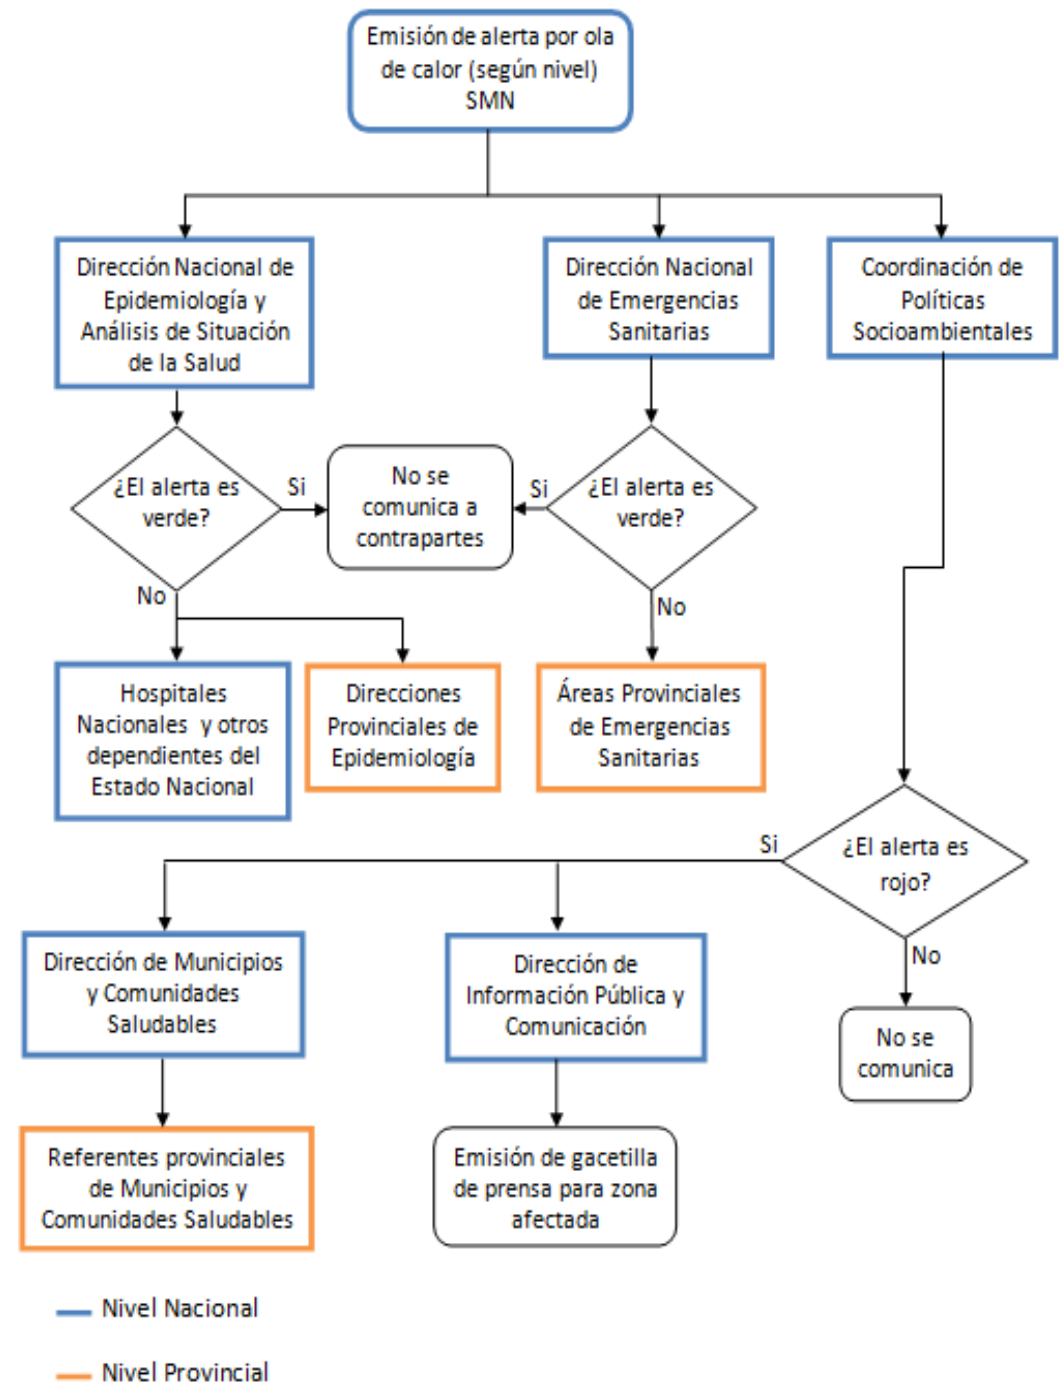 Emisión de alerta por ola
de calor (según nivel)
SMN
Dirección Nacional de
Epidemiología y
Análisis de Situación
de la Salud
Dirección Nacional
de Emergencias
Sanitarias
Coordinación de
Políticas
Socioambientales
¿El alerta es
verde?
Si
No se
comunica a
contrapartes
Si
¿El alerta es
verde?
No
No
Hospitales
Nacionales y otros
dependientes del
Estado Nacional
Direcciones
Provinciales de
Epidemiología
Áreas Provinciales
de Emergencias
Sanitarias
Si
¿El alerta es
rojo?
No
Dirección de Municipios
y Comunidades
Saludables
Dirección de
Información Pública y
Comunicación
No se
comunica
Referentes provinciales
de Municipios y
Comunidades Saludables
Emisión de gacetilla
de prensa para zona
afectada
Nivel Nacional
Nivel Provincial